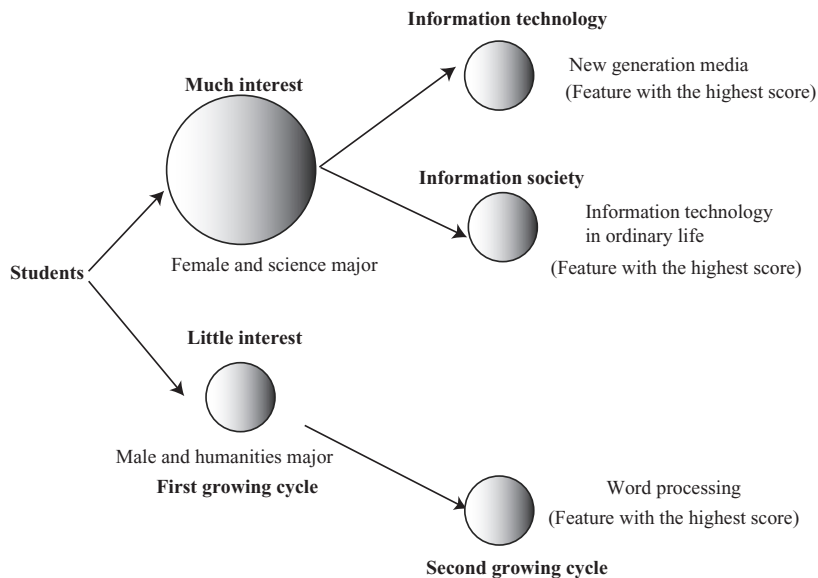 Information technology
New generation media
(Feature with the highest score)
Much interest
Information society
Information technology
in ordinary life
(Feature with the highest score)
Female and science major
Students
Little interest
Male and humanities major
First growing cycle
Word processing
(Feature with the highest score)
Second growing cycle